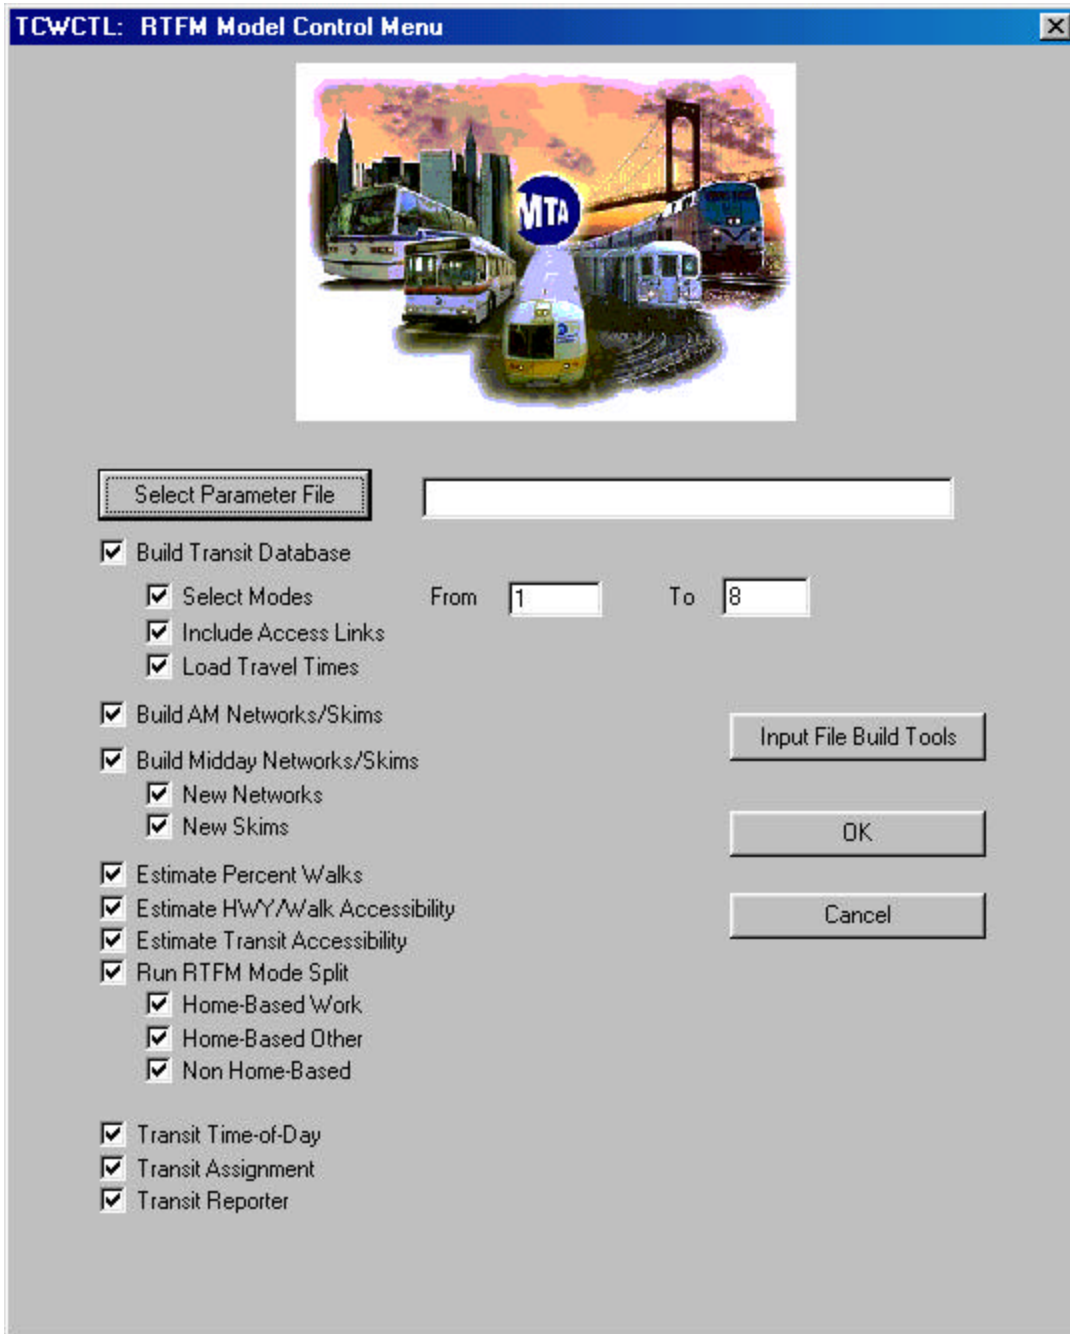 TCWCTL: RTFM Model Control Menu
MTA
Select Parameter File
Build Transit Database
Select Modes From 1 To 8
Include Access Links
Load Travel Times
Build AM Networks/Skims
Input File Build Tools
Build Midday Networks/Skims
New Networks
New Skims
OK
Estimate Percent Walks
Estimate HWY/Walk Accessibility
Cancel
Estimate Transit Accessibility
Run RTFM Mode Split
Home-Based Work
Home-Based Other
Non Home-Based
Transit Time-of-Day
Transit Assignment
Transit Reporter